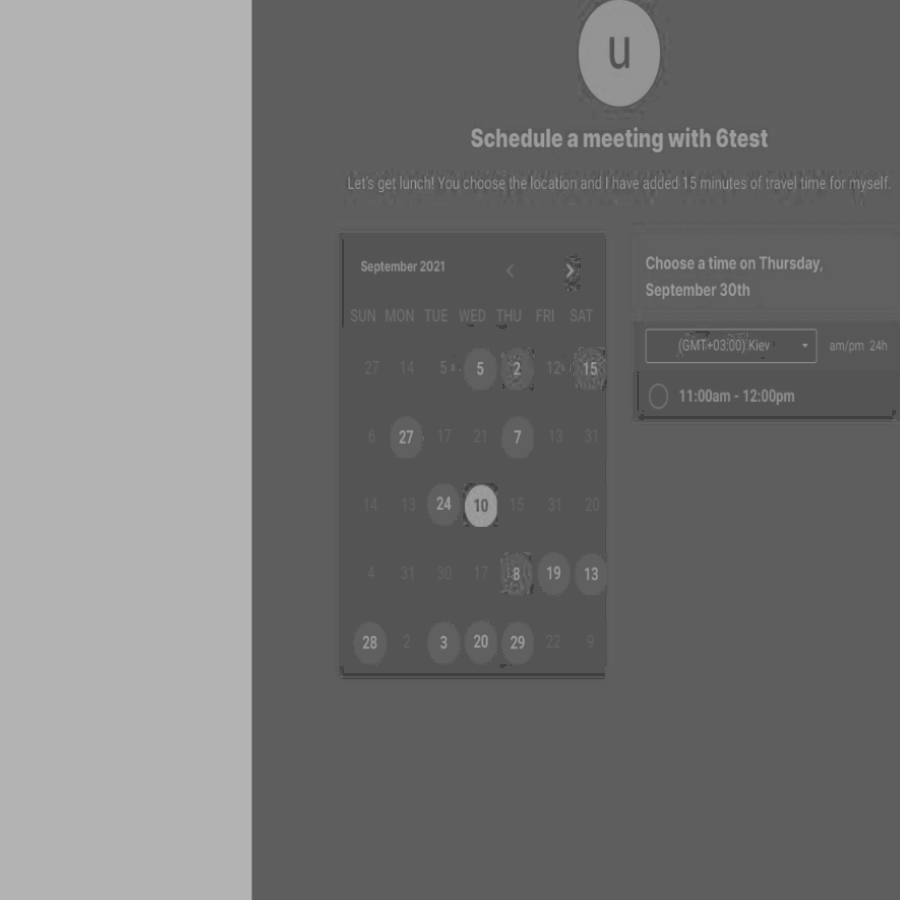 u
Schedule a meeting with 6test
Let's get lunch! You choose the location and I have added 15 minutes of travel time for myself.
September 2021
SUN MON TUE WED THU FRI SAT
27 14 5 5 2 12 15
6 27 17 21 7 13 31
14 13 24 10 15 31 20
4 31 30 17 8 19 13
28 2 3 20 29 22 9
Choose a time on Thursday,
September 30th
(GMT+03:00) Kiev
am/pm 24h
11:00am - 12:00pm